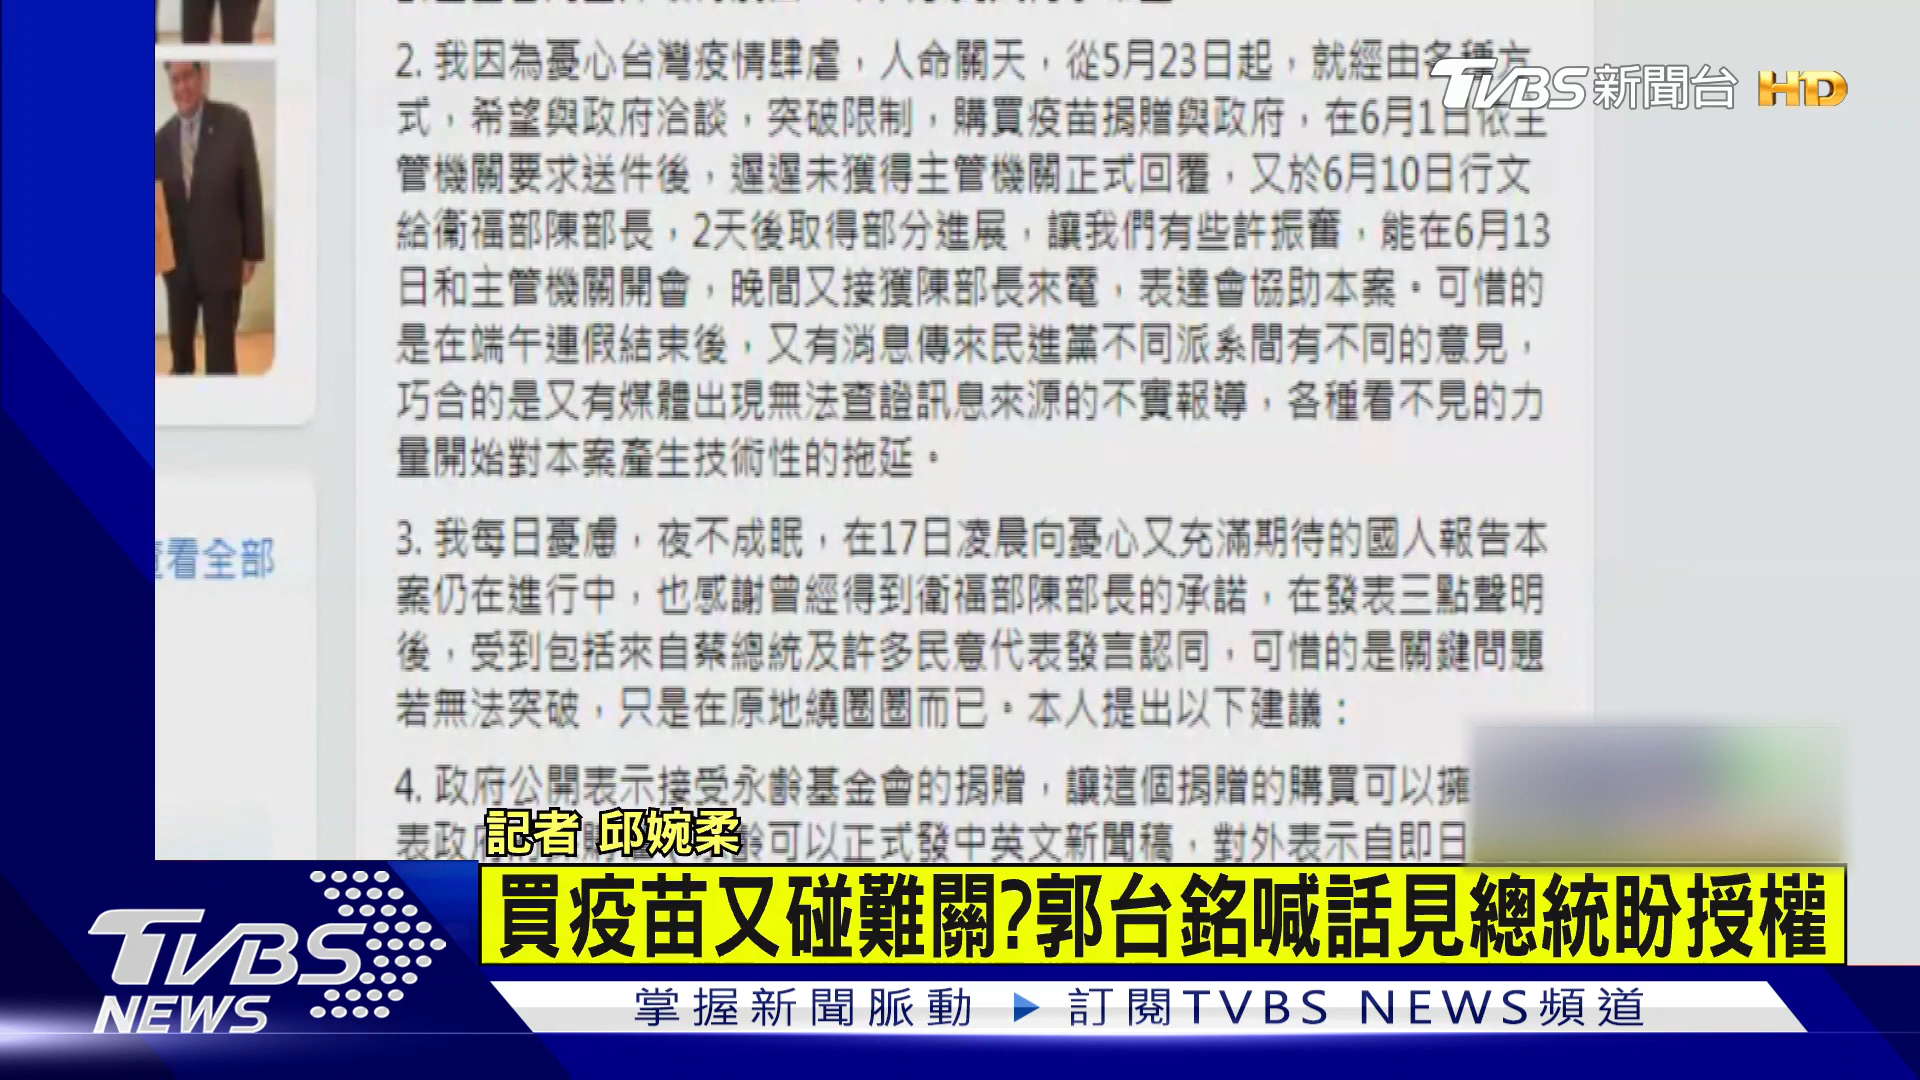 2. 我因為憂心台灣疫情肆虐，人命關天，從5月23日起，就經由各種方
式，希望與政府洽談，突破限制，購買疫苗捐贈與政府，在6月1日依主
管機關要求送件後，遲遲未獲得主管機關正式回覆，又於6月10日行文
給衛福部陳部長，2天後取得部分進展，讓我們有些許振奮，能在6月13
日和主管機關開會，晚間又接獲陳部長來電，表達會協助本案。可惜的
是在端午連假結束後，又有消息傳來民進黨不同派系間有不同的意見，
巧合的是又有媒體出現無法查證訊息來源的不實報導，各種看不見的力
量開始對本案產生技術性的拖延。
3. 我每日憂慮，夜不成眠，在17日凌晨向憂心又充滿期待的國人報告本
案仍在進行中，也感謝曾經得到衛福部陳部長的承諾，在發表三點聲明
後，受到包括來自蔡總統及許多民意代表發言認同，可惜的是關鍵問題
若無法突破，只是在原地繞圈圈而已。本人提出以下建議：
4. 政府公開表示接受永齡基金會的捐贈，讓這個捐贈的購買可以擁
表政府
齡可以正式發中英文新聞稿，對外表示自即日
查看全部
TVBS新聞台 HD
記者 邱婉柔
買疫苗又碰難關?郭台銘喊話見總統盼授權
TVBS NEWS
掌握新聞脈動 ▶ 訂閱TVBS NEWS頻道